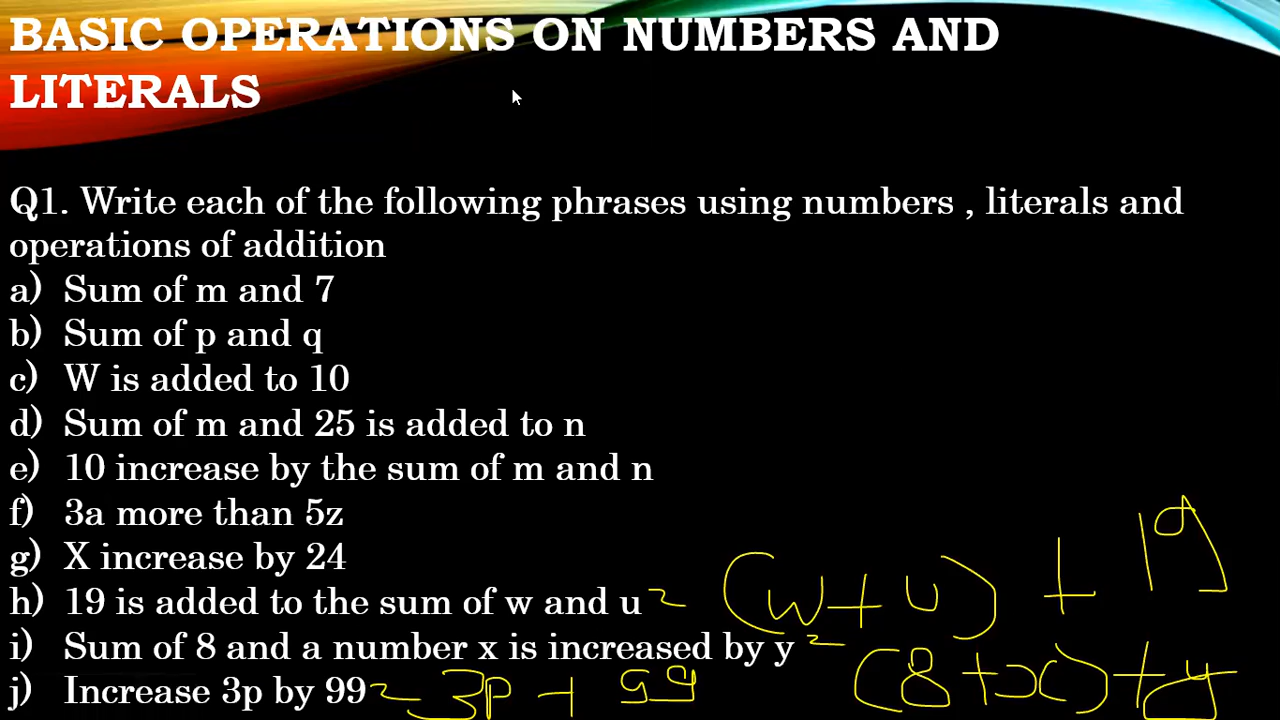 BASIC OPERATIONS ON NUMBERS AND
LITERALS
Q1. Write each of the following phrases using numbers , literals and
operations of addition
a) Sum of m and 7
b) Sum of p and q
c) W is added to 10
d) Sum of m and 25 is added to n
e) 10 increase by the sum of m and n
f) 3a more than 5z
g) X increase by 24
h) 19 is added to the sum of w and u = (w+u) + 19
i) Sum of 8 and a number x is increased by y = (8+x)+y
j) Increase 3p by 99 = 3p + 99